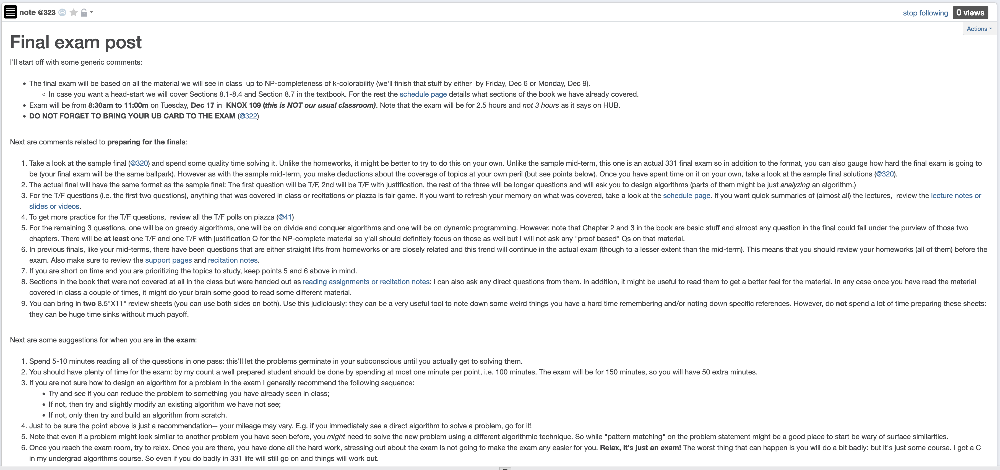 note @323
stop following 0 views
Actions
Final exam post
I'll start off with some generic comments:
• The final exam will be based on all the material we will see in class  up to NP-completeness of k-colorability (we'll finish that stuff by either  by Friday, Dec 6 or Monday, Dec 9).
◦ In case you want a head-start we will cover Sections 8.1-8.4 and Section 8.7 in the textbook. For the rest the schedule page details what sections of the book we have already covered.
• Exam will be from 8:30am to 11:00m on Tuesday, Dec 17 in  KNOX 109 (this is NOT our usual classroom). Note that the exam will be for 2.5 hours and not 3 hours as it says on HUB.
• DO NOT FORGET TO BRING YOUR UB CARD TO THE EXAM (@322)
Next are comments related to preparing for the finals:
1. Take a look at the sample final (@320) and spend some quality time solving it. Unlike the homeworks, it might be better to try to do this on your own. Unlike the sample mid-term, this one is an actual 331 final exam so in addition to the format, you can also gauge how hard the final exam is going to
be (your final exam will be the same ballpark). However as with the sample mid-term, you make deductions about the coverage of topics at your own peril (but see points below). Once you have spent time on it on your own, take a look at the sample final solutions (@320).
2. The actual final will have the same format as the sample final: The first question will be T/F, 2nd will be T/F with justification, the rest of the three will be longer questions and will ask you to design algorithms (parts of them might be just analyzing an algorithm.)
3. For the T/F questions (i.e. the first two questions), anything that was covered in class or recitations or piazza is fair game. If you want to refresh your memory on what was covered, take a look at the schedule page. If you want quick summaries of (almost all) the lectures,  review the lecture notes or
slides or videos.
4. To get more practice for the T/F questions,  review all the T/F polls on piazza (@41)
5. For the remaining 3 questions, one will be on greedy algorithms, one will be on divide and conquer algorithms and one will be on dynamic programming. However, note that Chapter 2 and 3 in the book are basic stuff and almost any question in the final could fall under the purview of those two
chapters. There will be at least one T/F and one T/F with justification Q for the NP-complete material so y'all should definitely focus on those as well but I will not ask any "proof based" Qs on that material.
6. In previous finals, like your mid-terms, there have been questions that are either straight lifts from homeworks or are closely related and this trend will continue in the actual exam (though to a lesser extent than the mid-term). This means that you should review your homeworks (all of them) before the
exam. Also make sure to review the support pages and recitation notes.
7. If you are short on time and you are prioritizing the topics to study, keep points 5 and 6 above in mind.
8. Sections in the book that were not covered at all in the class but were handed out as reading assignments or recitation notes: I can also ask any direct questions from them. In addition, it might be useful to read them to get a better feel for the material. In any case once you have read the material
covered in class a couple of times, it might do your brain some good to read some different material.
9. You can bring in two 8.5"X11" review sheets (you can use both sides on both). Use this judiciously: they can be a very useful tool to note down some weird things you have a hard time remembering and/or noting down specific references. However, do not spend a lot of time preparing these sheets:
they can be huge time sinks without much payoff.
Next are some suggestions for when you are in the exam:
1. Spend 5-10 minutes reading all of the questions in one pass: this'll let the problems germinate in your subconscious until you actually get to solving them.
2. You should have plenty of time for the exam: by my count a well prepared student should be done by spending at most one minute per point, i.e. 100 minutes. The exam will be for 150 minutes, so you will have 50 extra minutes.
3. If you are not sure how to design an algorithm for a problem in the exam I generally recommend the following sequence:
• Try and see if you can reduce the problem to something you have already seen in class;
• If not, then try and slightly modify an existing algorithm we have not see;
• If not, only then try and build an algorithm from scratch.
4. Just to be sure the point above is just a recommendation-- your mileage may vary. E.g. if you immediately see a direct algorithm to solve a problem, go for it!
5. Note that even if a problem might look similar to another problem you have seen before, you might need to solve the new problem using a different algorithmic technique. So while "pattern matching" on the problem statement might be a good place to start be wary of surface similarities.
6. Once you reach the exam room, try to relax. Once you are there, you have done all the hard work, stressing out about the exam is not going to make the exam any easier for you. Relax, it's just an exam! The worst thing that can happen is you will do a bit badly: but it's just some course. I got a C
in my undergrad algorithms course. So even if you do badly in 331 life will still go on and things will work out.